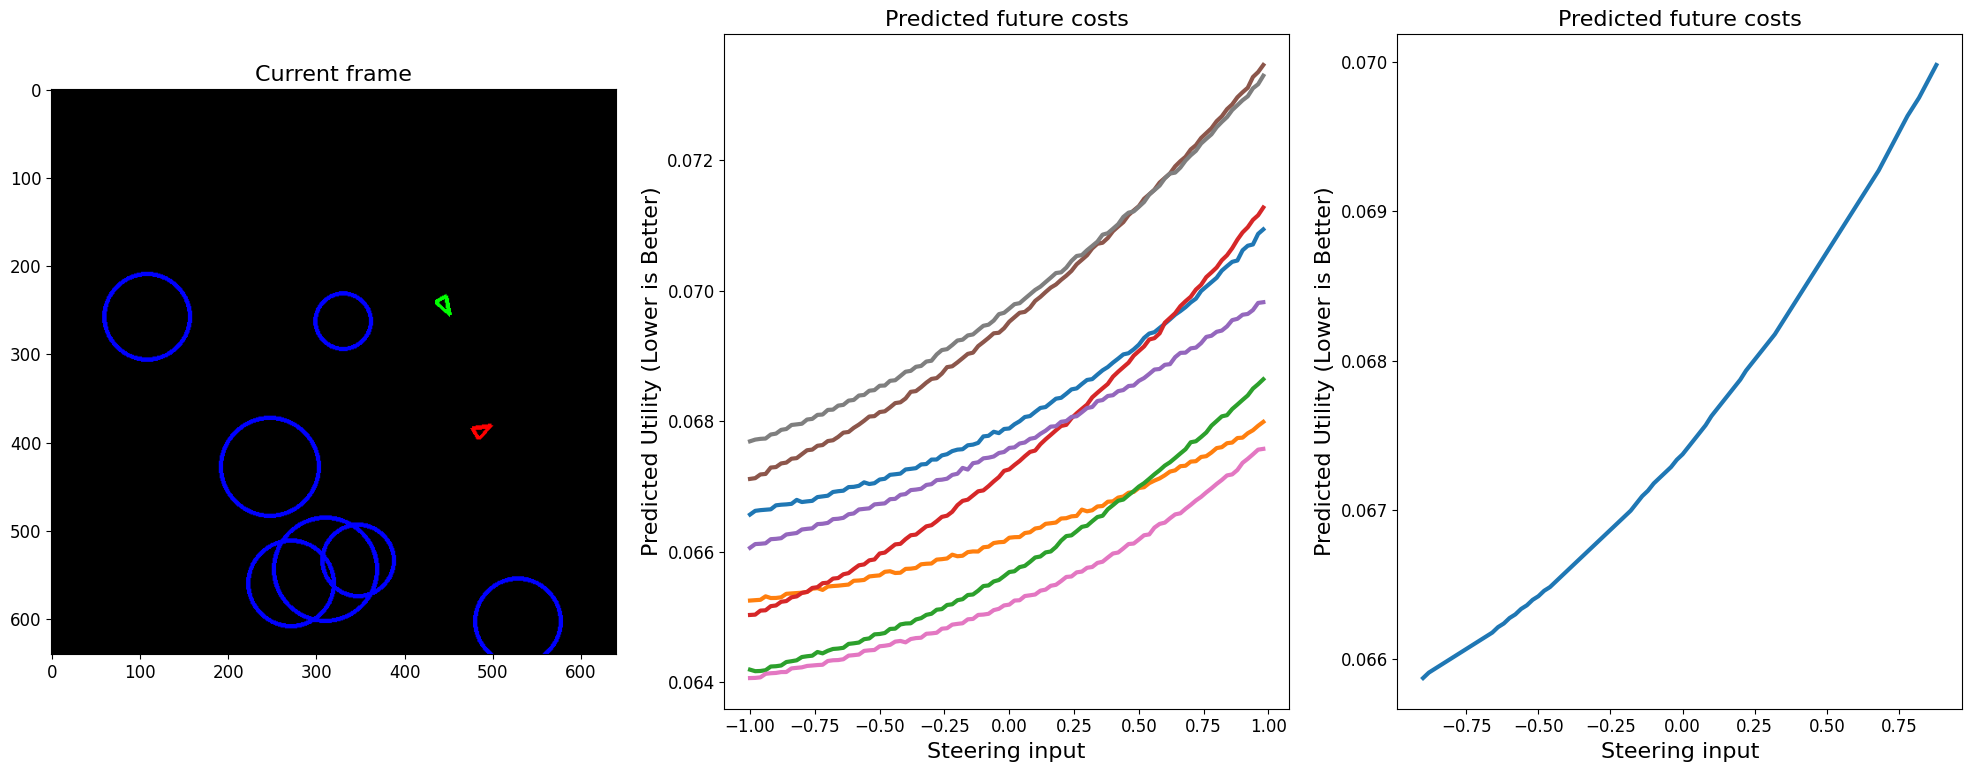 Current frame
0
100
200
300
400
500
600
0 100 200 300 400 500 600
Predicted future costs
Predicted Utility (Lower is Better)
0.072
0.070
0.068
0.066
0.064
−1.00 −0.75 −0.50 −0.25 0.00 0.25 0.50 0.75 1.00
Steering input
Predicted future costs
Predicted Utility (Lower is Better)
0.070
0.069
0.068
0.067
0.066
−0.75 −0.50 −0.25 0.00 0.25 0.50 0.75
Steering input